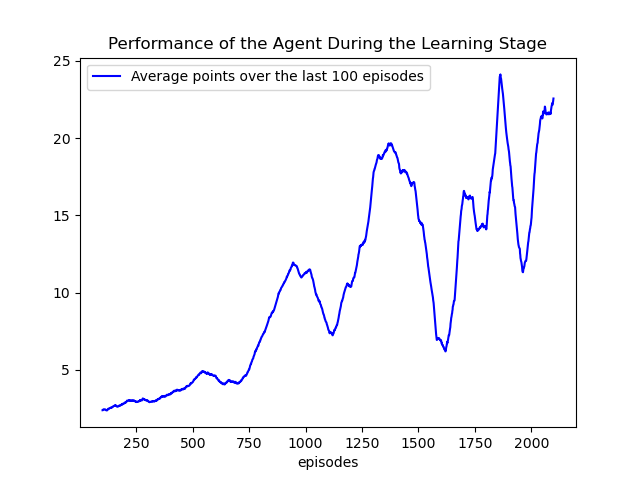 Performance of the Agent During the Learning Stage
Average points over the last 100 episodes
25
20
15
10
5
250 500 750 1000 1250 1500 1750 2000
episodes